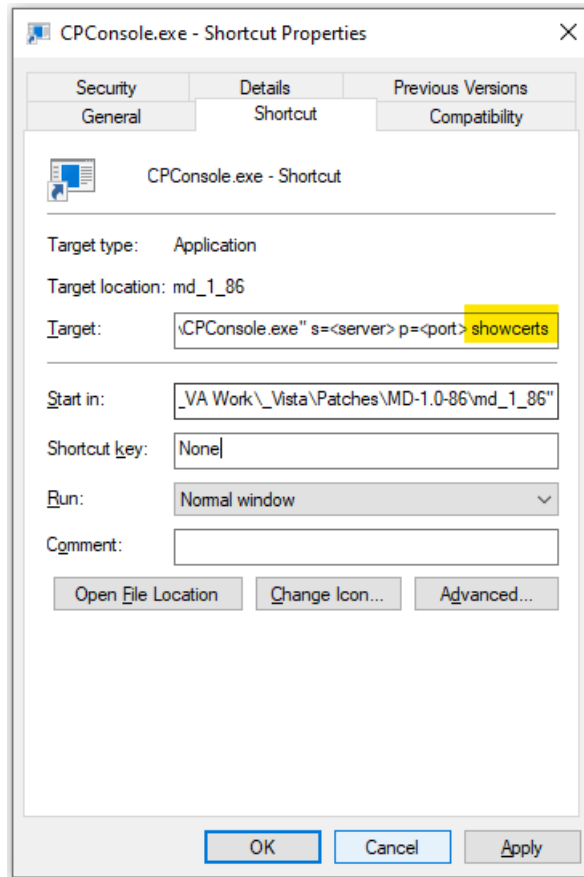 CPConsole.exe - Shortcut Properties
Security Details Previous Versions
General Shortcut Compatibility
CPConsole.exe - Shortcut
Target type: Application
Target location: md_1_86
Target: \CPConsole.exe" s=<server> p=<port> showcerts
Start in: _VA Work\_Vista\Patches\MD-1.0-86\md_1_86"
Shortcut key: None
Run: Normal window
Comment:
Open File Location Change Icon... Advanced...
OK Cancel Apply